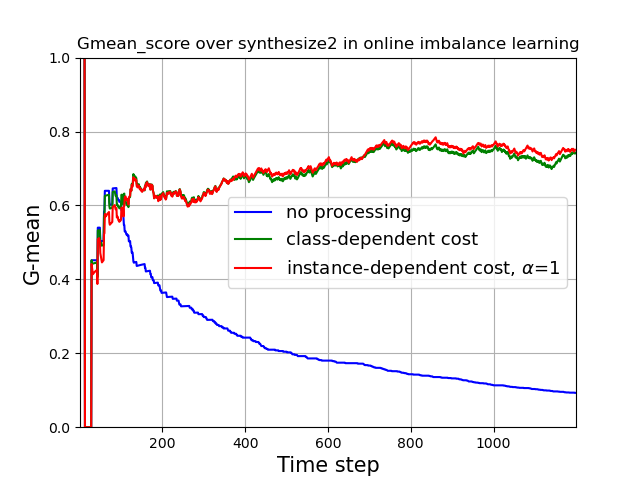 Gmean_score over synthesize2 in online imbalance learning
1.0
0.8
0.6
0.4
0.2
0.0
G-mean
no processing
class-dependent cost
instance-dependent cost, α=1
200
400
600
800
1000
Time step